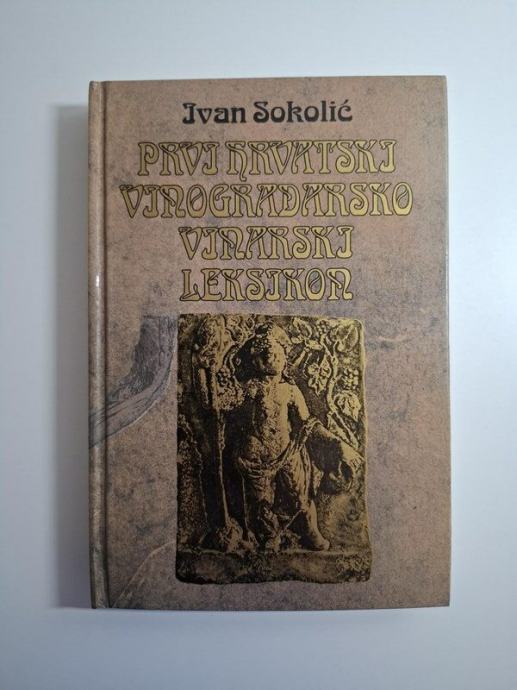 Ivan Sokolić
PRVI HRVATSKI
VINOGRADARSKO
VINARSKI
LEKSIKON